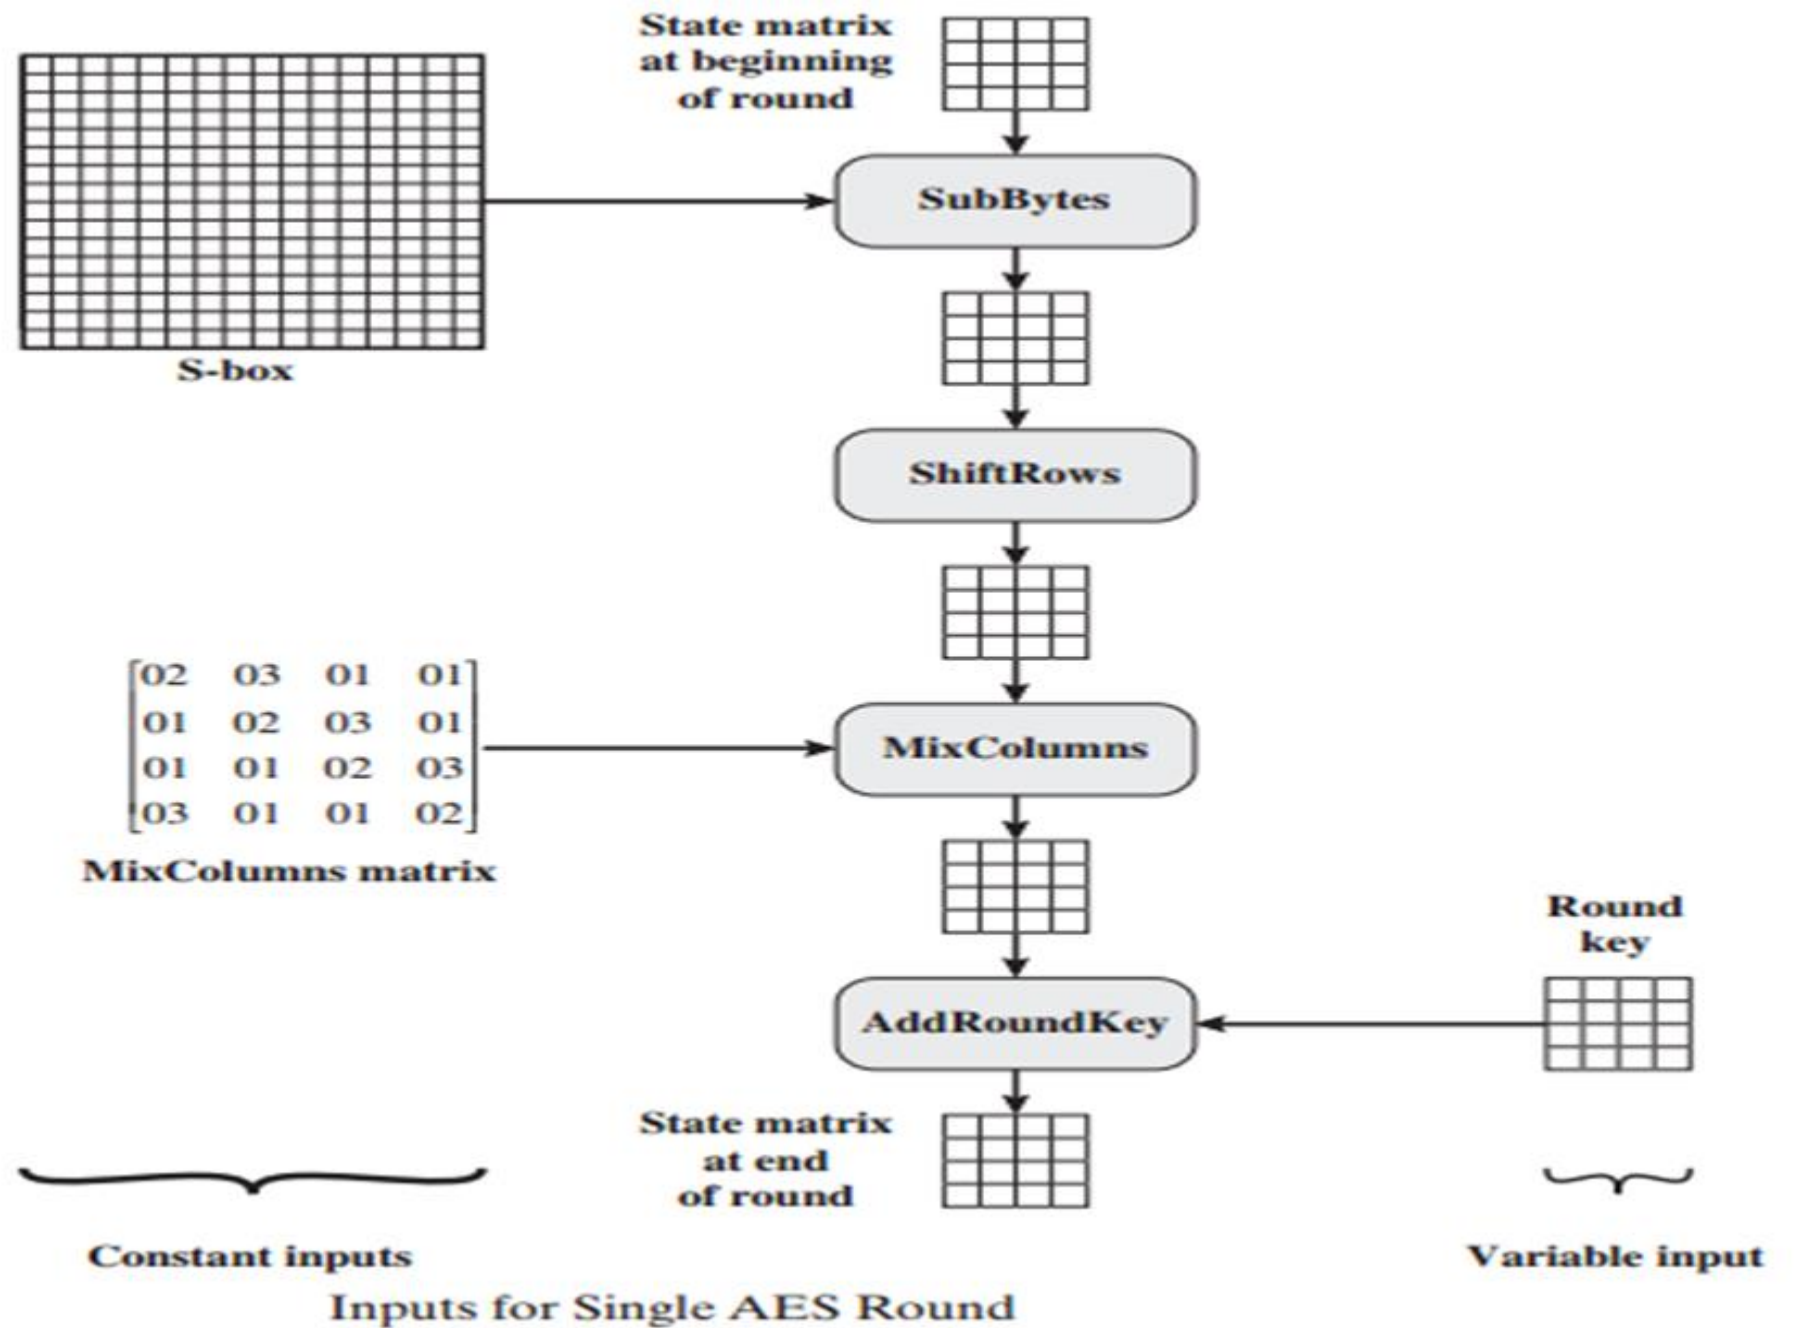 State matrix
at beginning
of round
SubBytes
S-box
ShiftRows
02 03 01 01
01 02 03 01
01 01 02 03
03 01 01 02
MixColumns
MixColumns matrix
Round
key
AddRoundKey
State matrix
at end
of round
Constant inputs
Variable input
Inputs for Single AES Round